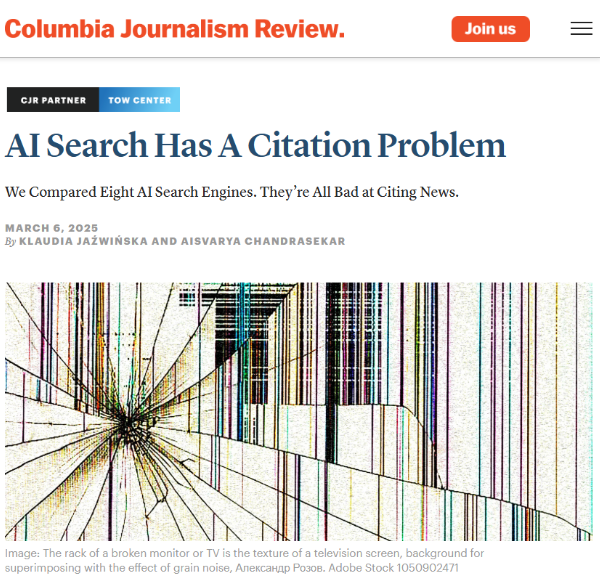 Columbia Journalism Review.
Join us
CJR PARTNER TOW CENTER
AI Search Has A Citation Problem
We Compared Eight AI Search Engines. They’re All Bad at Citing News.
MARCH 6, 2025
By KLAUDIA JAŹWIŃSKA AND AISVARYA CHANDRASEKAR
Image: The rack of a broken monitor or TV is the texture of a television screen, background for
superimposing with the effect of grain noise, Александр Розов. Adobe Stock 1050902471